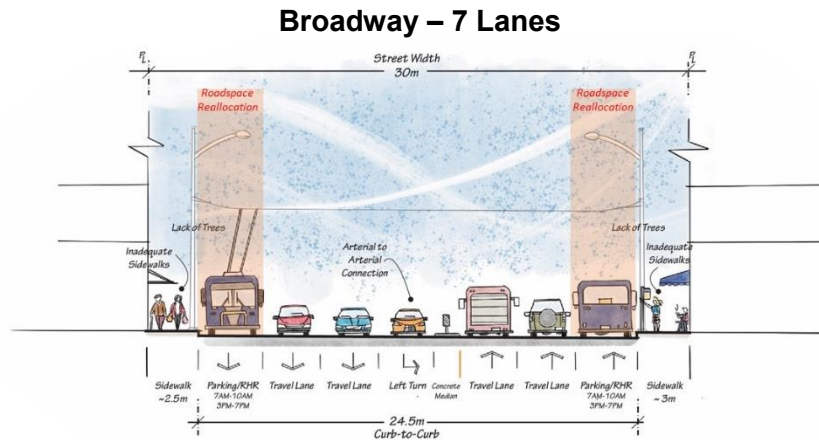 Broadway – 7 Lanes
PL
Street Width
30m
PL
Roadspace
Reallocation
Roadspace
Reallocation
Lack of Trees
Lack of Trees
Inadequate
Sidewalks
Arterial to
Arterial
Connection
Inadequate
Sidewalks
Sidewalk
~2.5m
Parking/RHR
7AM-10AM
3PM-7PM
Travel Lane
Travel Lane
Left Turn
Concrete
Median
Travel Lane
Travel Lane
Parking/RHR
7AM-10AM
3PM-7PM
Sidewalk
~3m
24.5m
Curb-to-Curb